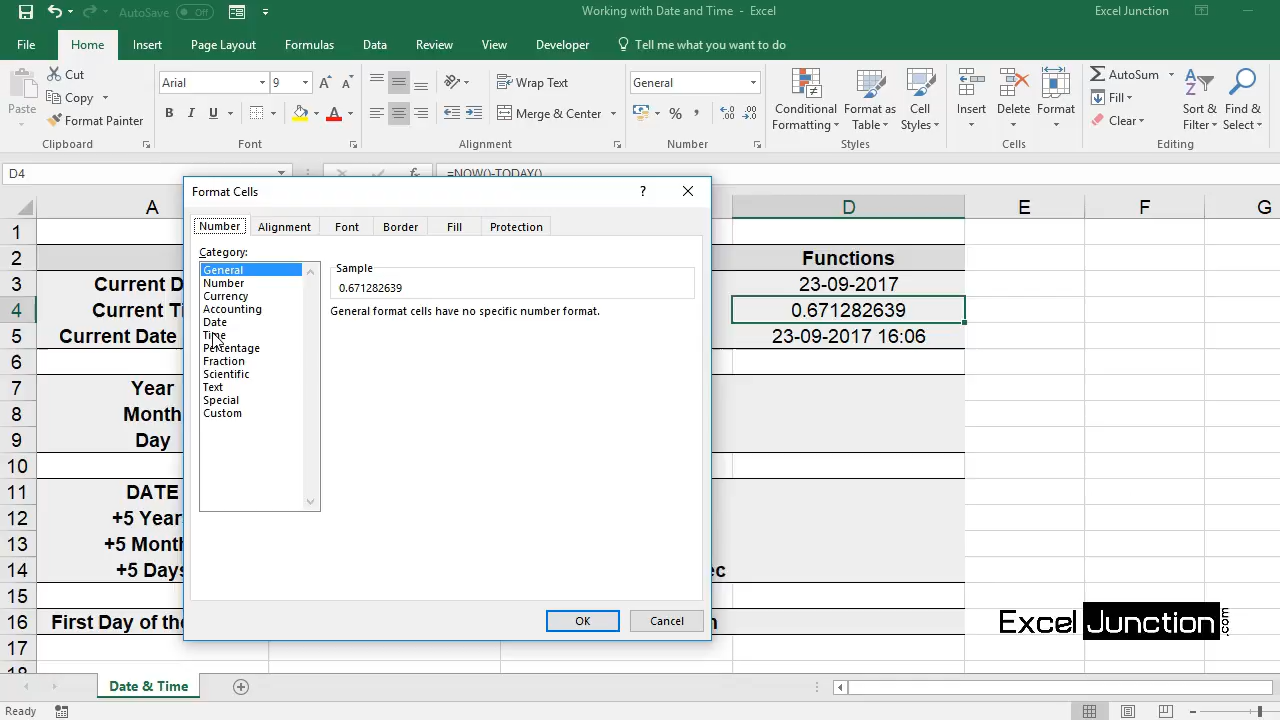 AutoSave Off Working with Date and Time - Excel Excel Junction
File Home Insert Page Layout Formulas Data Review View Developer Tell me what you want to do
Paste
Cut
Copy
Format Painter
Clipboard
Arial 9
B I U
Font
Wrap Text
Merge & Center
Alignment
General
Number
Conditional Formatting
Format as Table
Cell Styles
Styles
Insert Delete Format
Cells
AutoSum
Fill
Clear
Sort & Filter
Find & Select
Editing
D4 =NOW()-TODAY()
A D E F G
1
2 Functions
3 Current D 23-09-2017
4 Current Ti 0.671282639
5 Current Date 23-09-2017 16:06
6
7 Year
8 Month
9 Day
10
11 DATE
12 +5 Year
13 +5 Month
14 +5 Days ec
15
16 First Day of the
17
18
Format Cells ?
Number Alignment Font Border Fill Protection
Category:
General
Number
Currency
Accounting
Date
Time
Percentage
Fraction
Scientific
Text
Special
Custom
Sample
0.671282639
General format cells have no specific number format.
OK Cancel
Excel Junction .com
Date & Time
Ready